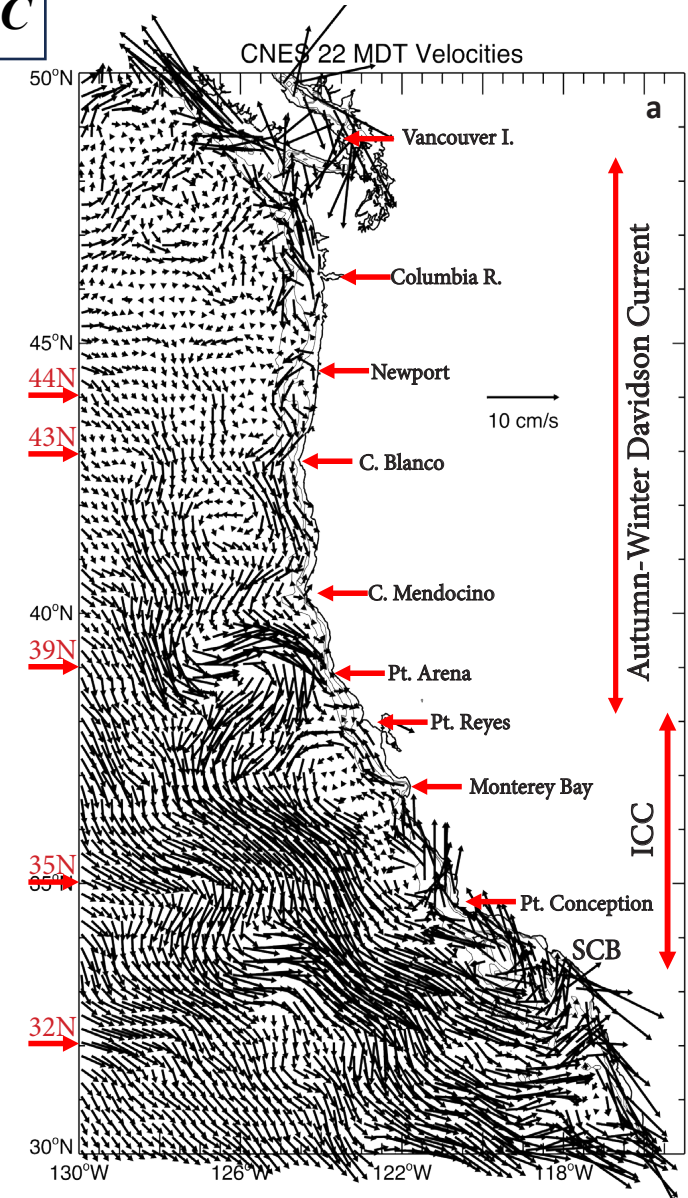 C
CNES 22 MDT Velocities
50°N
a
Vancouver I.
Columbia R.
45°N
44N
Newport
10 cm/s
43N
C. Blanco
Autumn-Winter Davidson Current
C. Mendocino
40°N
39N
Pt. Arena
Pt. Reyes
Monterey Bay
ICC
35N
35°N
Pt. Conception
SCB
32N
30°N
130°W 126°W 122°W 118°W